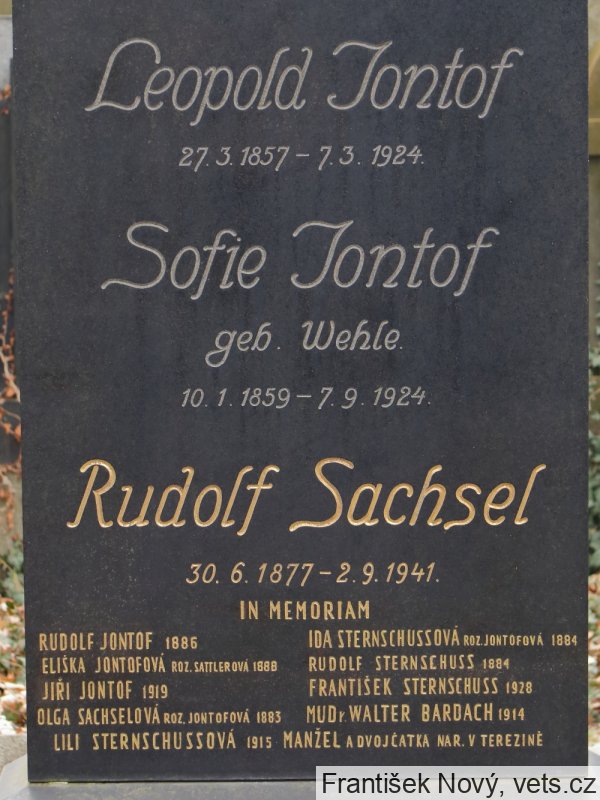 Leopold Jontof
27.3.1857 – 7.3.1924.
Sofie Jontof
geb. Wehle.
10.1.1859 – 7.9.1924.
Rudolf Sachsel
30.6.1877 – 2.9.1941.
IN MEMORIAM
RUDOLF JONTOF 1886
IDA STERNSCHUSSOVÁ ROZ. JONTOFOVÁ 1884
ELIŠKA JONTOFOVÁ ROZ. SATTLEROVÁ 1888
RUDOLF STERNSCHUSS 1884
JIŘÍ JONTOF 1919
FRANTIŠEK STERNSCHUSS 1928
OLGA SACHSELOVÁ ROZ. JONTOFOVÁ 1883
MUDr. WALTER BARDACH 1914
LILI STERNSCHUSSOVÁ 1915 MANŽEL A DVOJČATKA NAR. V TEREZÍNĚ
František Nový, vets.cz